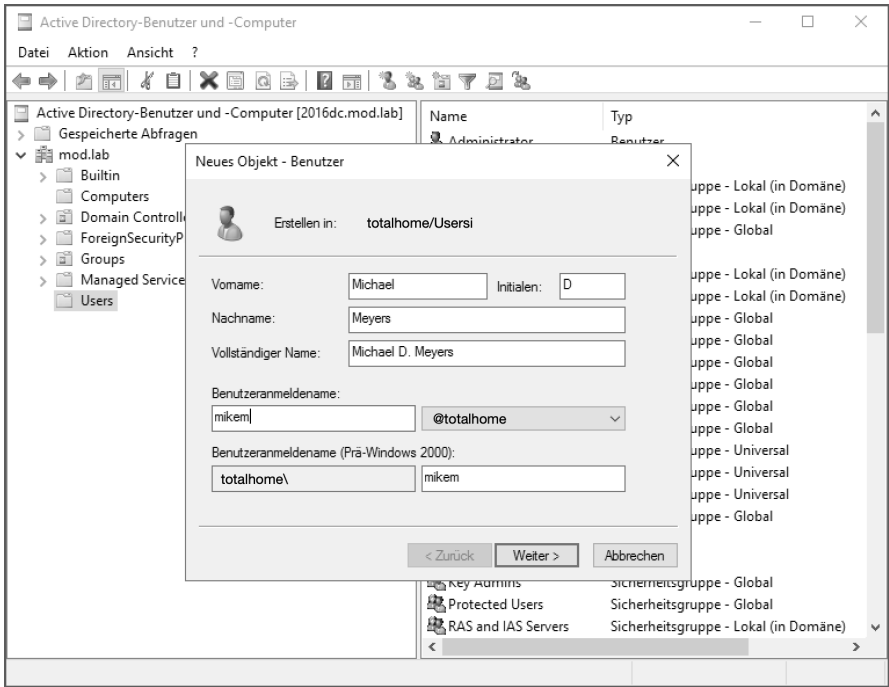 Active Directory-Benutzer und -Computer
Datei Aktion Ansicht ?
Active Directory-Benutzer und -Computer [2016dc.mod.lab]
Gespeicherte Abfragen
mod.lab
Builtin
Computers
Domain Controlle
ForeignSecurityP
Groups
Managed Service
Users
Name Typ
Administrator Benutzer
uppe - Lokal (in Domäne)
uppe - Lokal (in Domäne)
uppe - Global
uppe - Lokal (in Domäne)
uppe - Lokal (in Domäne)
uppe - Global
uppe - Global
uppe - Global
uppe - Global
uppe - Global
uppe - Global
uppe - Universal
uppe - Universal
uppe - Universal
uppe - Global
Key Admins Sicherheitsgruppe - Global
Protected Users Sicherheitsgruppe - Global
RAS and IAS Servers Sicherheitsgruppe - Lokal (in Domäne)
Neues Objekt - Benutzer
Erstellen in: totalhome/Usersi
Vorname: Michael Initialen: D
Nachname: Meyers
Vollständiger Name: Michael D. Meyers
Benutzeranmeldename:
mikem @totalhome
Benutzeranmeldename (Prä-Windows 2000):
totalhome\ mikem
< Zurück Weiter > Abbrechen